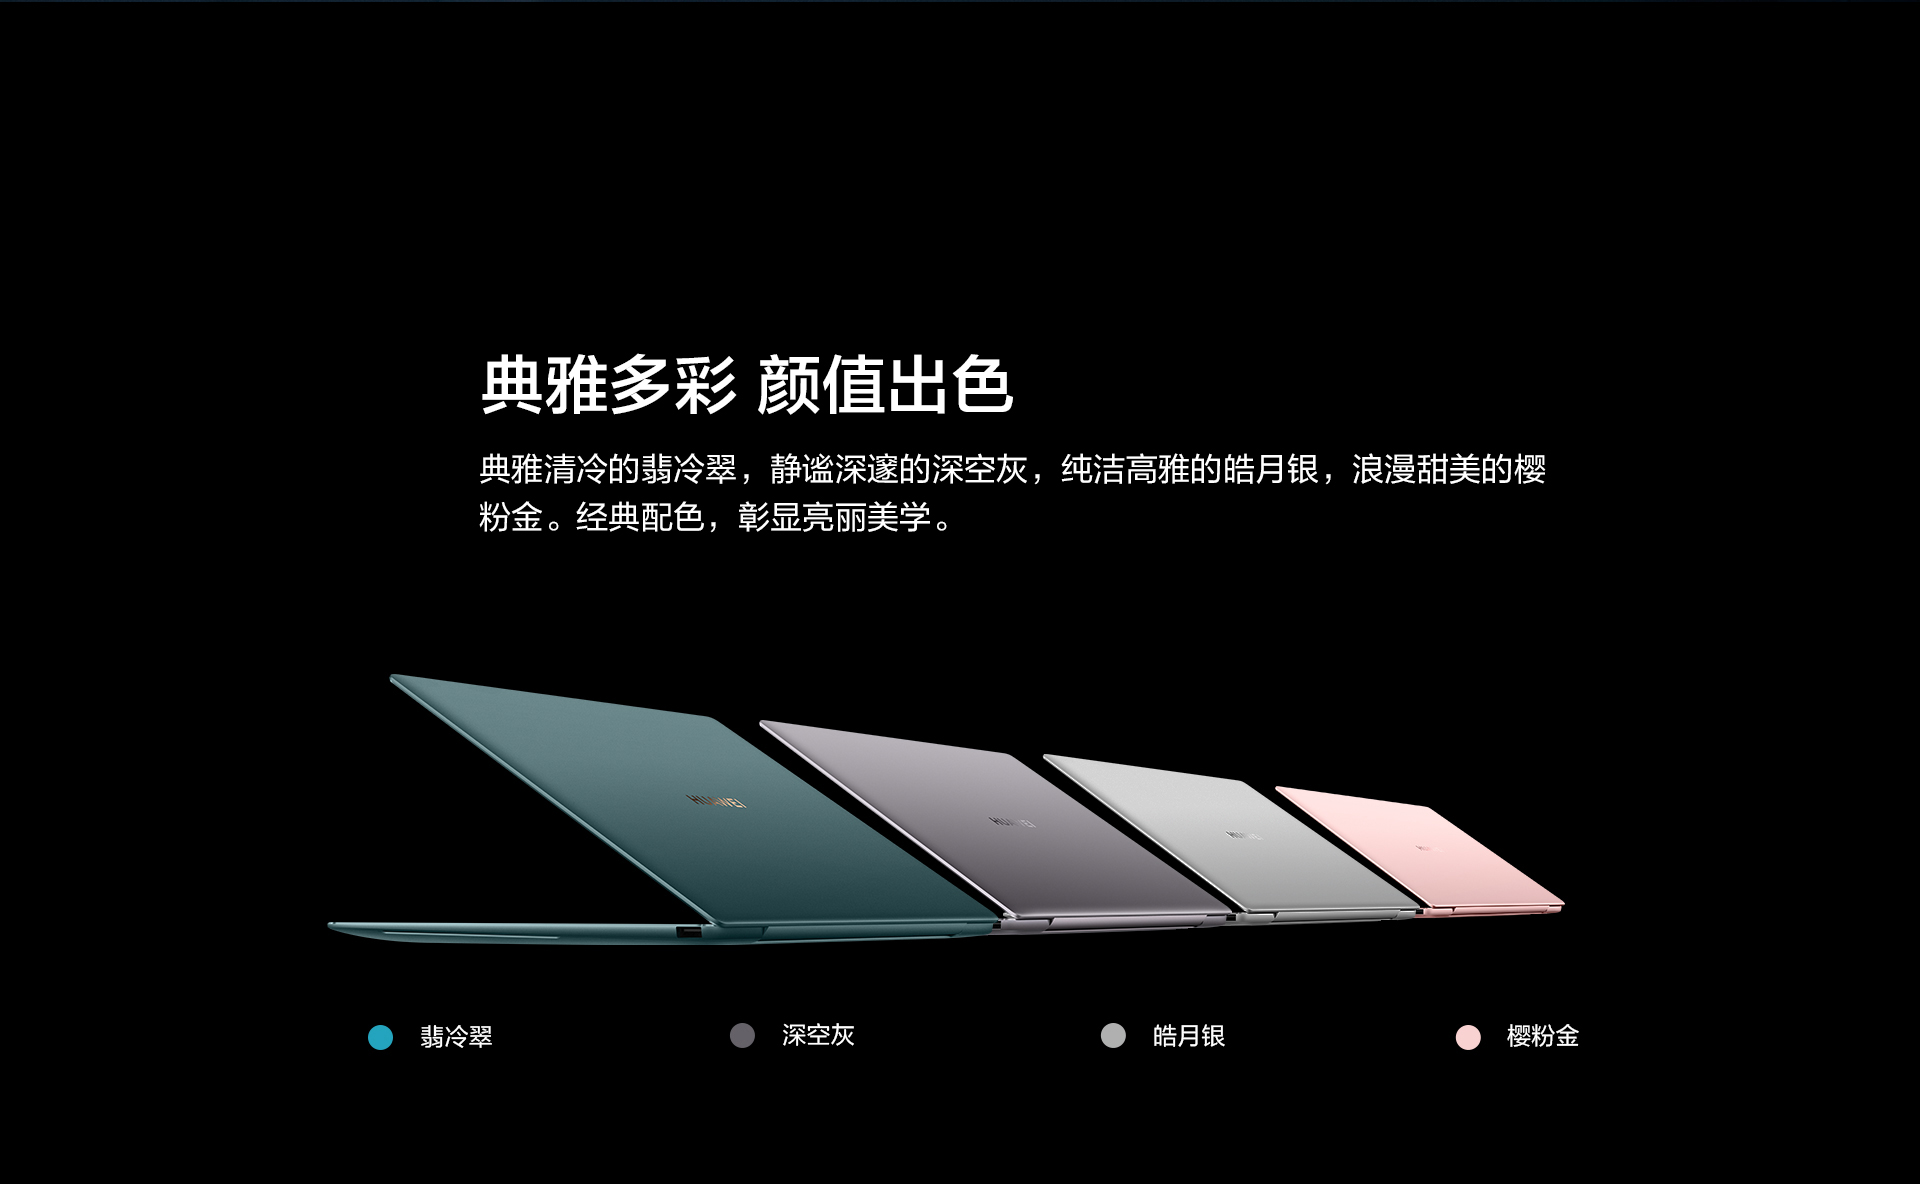 典雅多彩 颜值出色
典雅清冷的翡冷翠，静谧深邃的深空灰，纯洁高雅的皓月银，浪漫甜美的樱
粉金。经典配色，彰显亮丽美学。
HUAWEI
HUAWEI
HUAWEI
翡冷翠
深空灰
皓月银
樱粉金